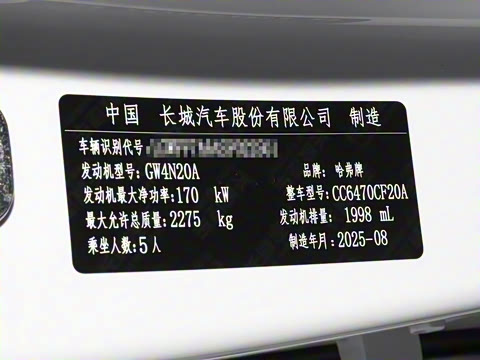 中国 长城汽车股份有限公司 制造
车辆识别代号
发动机型号: GW4N20A 品牌: 哈弗牌
发动机最大净功率: 170 kW 整车型号: CC6470CF20A
最大允许总质量: 2275 kg 发动机排量: 1998 mL
乘坐人数: 5人 制造年月: 2025-08